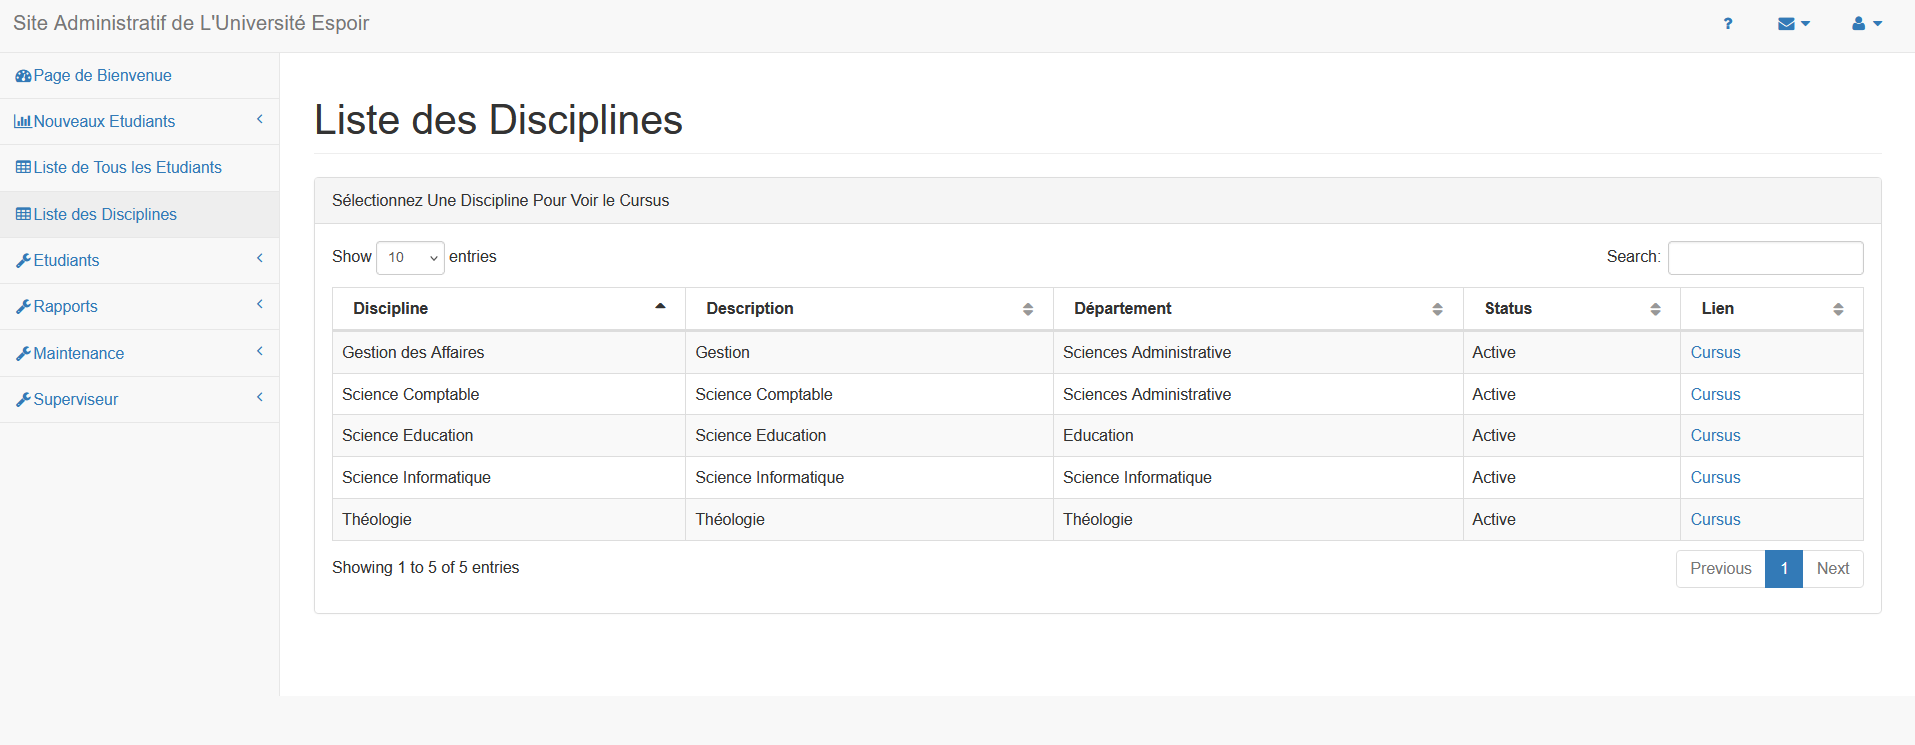 Site Administratif de L'Université Espoir
?
Page de Bienvenue
Nouveaux Etudiants
Liste de Tous les Etudiants
Liste des Disciplines
Etudiants
Rapports
Maintenance
Superviseur
Liste des Disciplines
Sélectionnez Une Discipline Pour Voir le Cursus
Show 10 entries Search:
Discipline Description Département Status Lien
Gestion des Affaires Gestion Sciences Administrative Active Cursus
Science Comptable Science Comptable Sciences Administrative Active Cursus
Science Education Science Education Education Active Cursus
Science Informatique Science Informatique Science Informatique Active Cursus
Théologie Théologie Théologie Active Cursus
Showing 1 to 5 of 5 entries Previous 1 Next